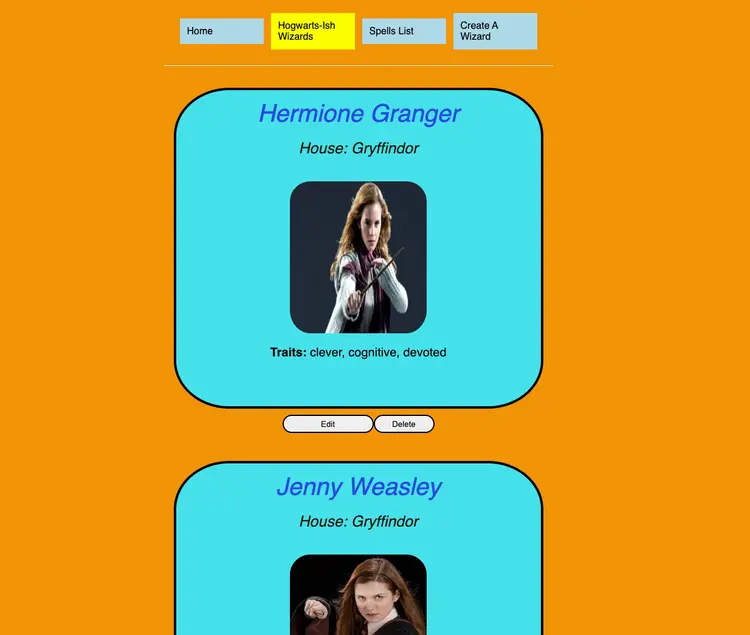 Home
Hogwarts-Ish
Wizards
Spells List
Create A
Wizard
Hermione Granger
House: Gryffindor
Traits: clever, cognitive, devoted
Edit
Delete
Jenny Weasley
House: Gryffindor